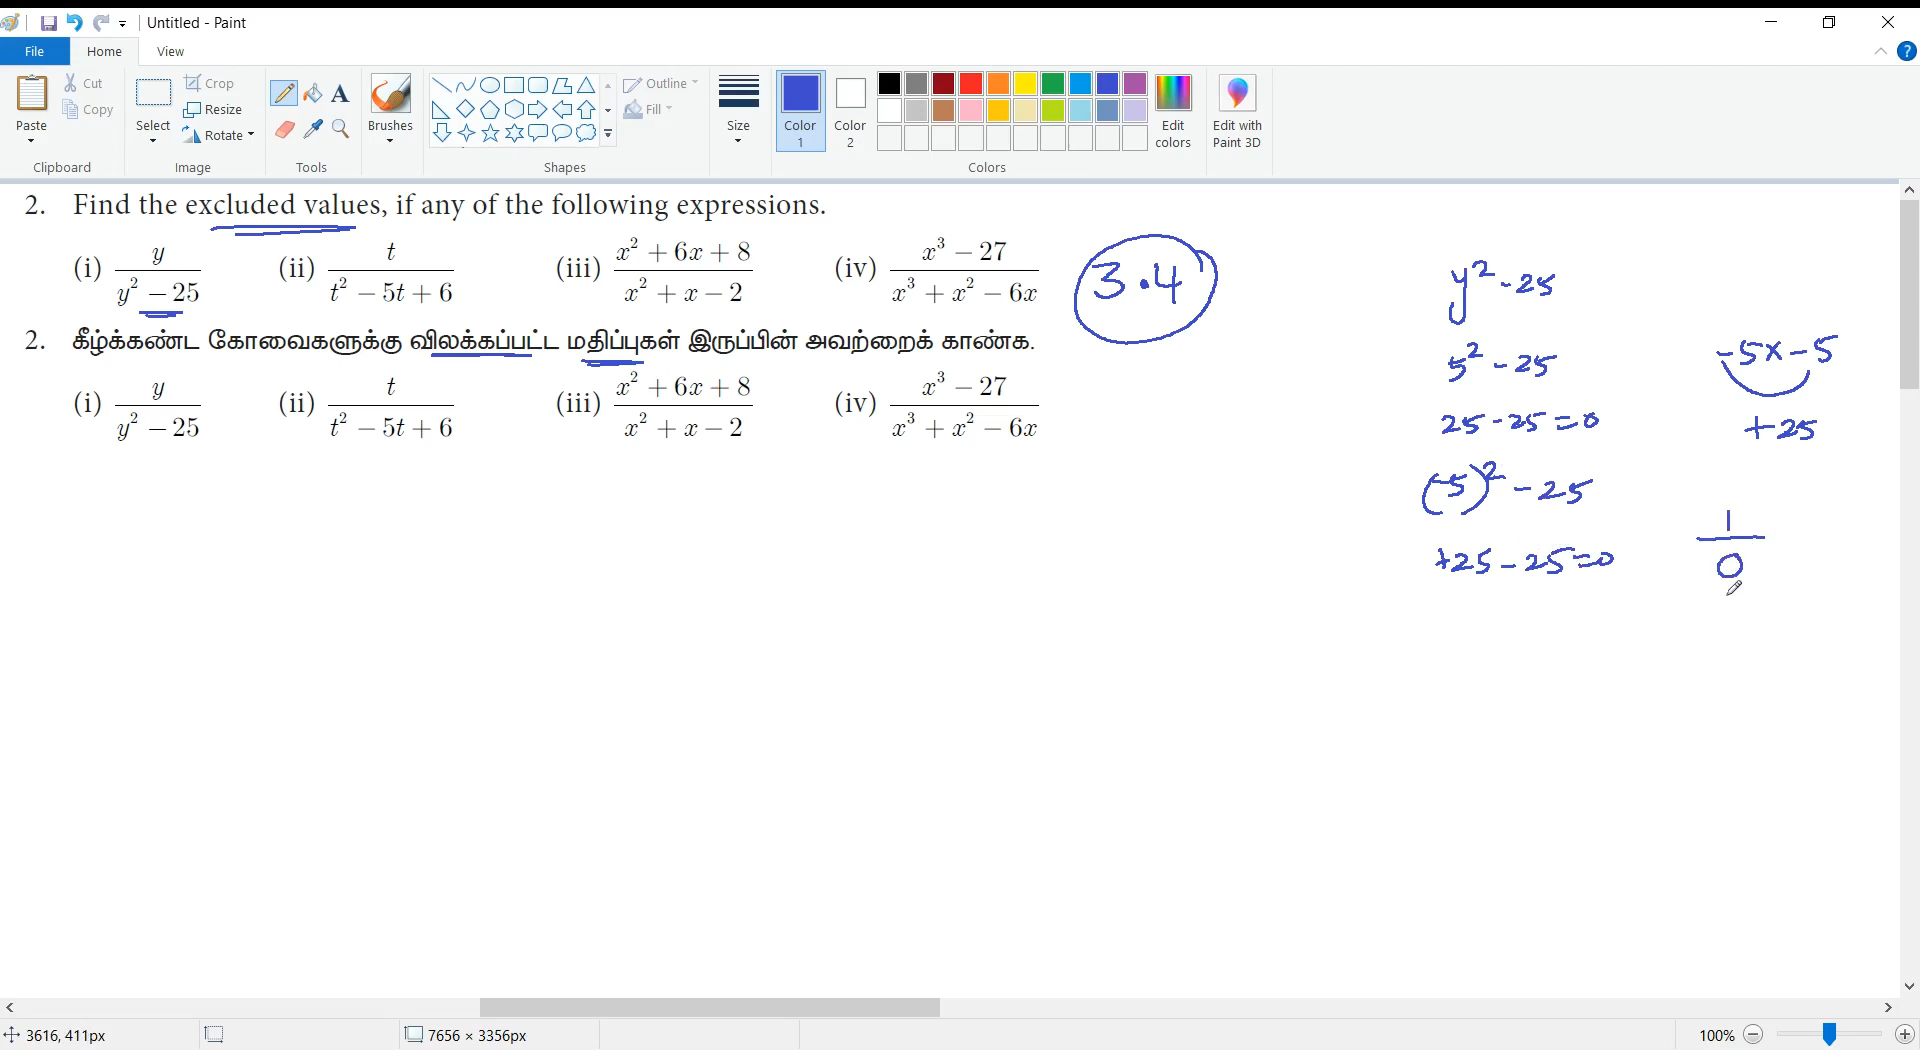 Untitled - Paint
File Home View
Paste Cut Copy Clipboard
Select Crop Resize Rotate Image
Tools
Brushes
Shapes
Outline Fill
Size
Color 1 Color 2
Edit colors
Edit with Paint 3D
Colors
2. Find the excluded values, if any of the following expressions.
(i) y / (y² − 25) (ii) t / (t² − 5t + 6) (iii) (x² + 6x + 8) / (x² + x − 2) (iv) (x³ − 27) / (x³ + x² − 6x)
3.4
2. கீழ்க்கண்ட கோவைகளுக்கு விலக்கப்பட்ட மதிப்புகள் இருப்பின் அவற்றைக் காண்க.
(i) y / (y² − 25) (ii) t / (t² − 5t + 6) (iii) (x² + 6x + 8) / (x² + x − 2) (iv) (x³ − 27) / (x³ + x² − 6x)
y² - 25
5² - 25
25 - 25 = 0
(-5)² - 25
+25 - 25 = 0
-5 x -5
+25
1 / 0
3616, 411px
7656 × 3356px
100%